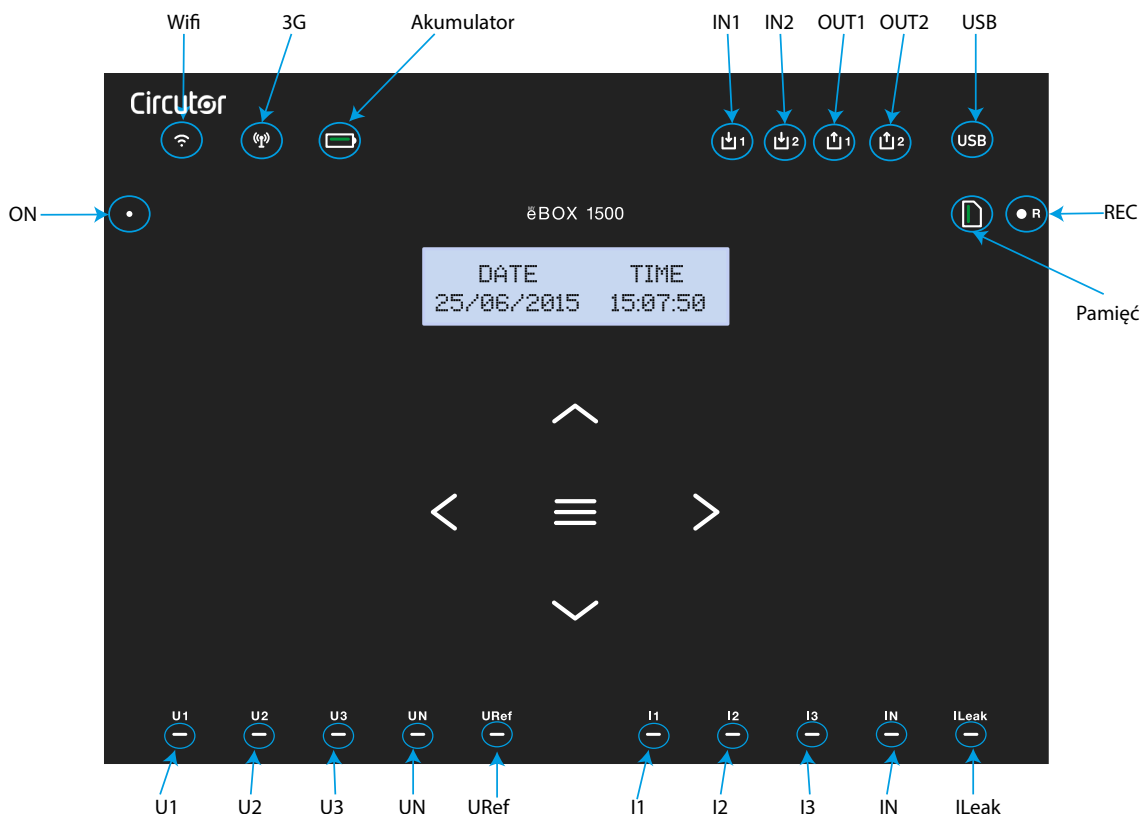 Wifi 3G Akumulator IN1 IN2 OUT1 OUT2 USB
Circutor
1 2 1 2 USB
ON MYeBOX 1500 R REC
DATE TIME
25/06/2015 15:07:50
Pamięć
U1 U2 U3 UN URef I1 I2 I3 IN ILeak
U1 U2 U3 UN URef I1 I2 I3 IN ILeak